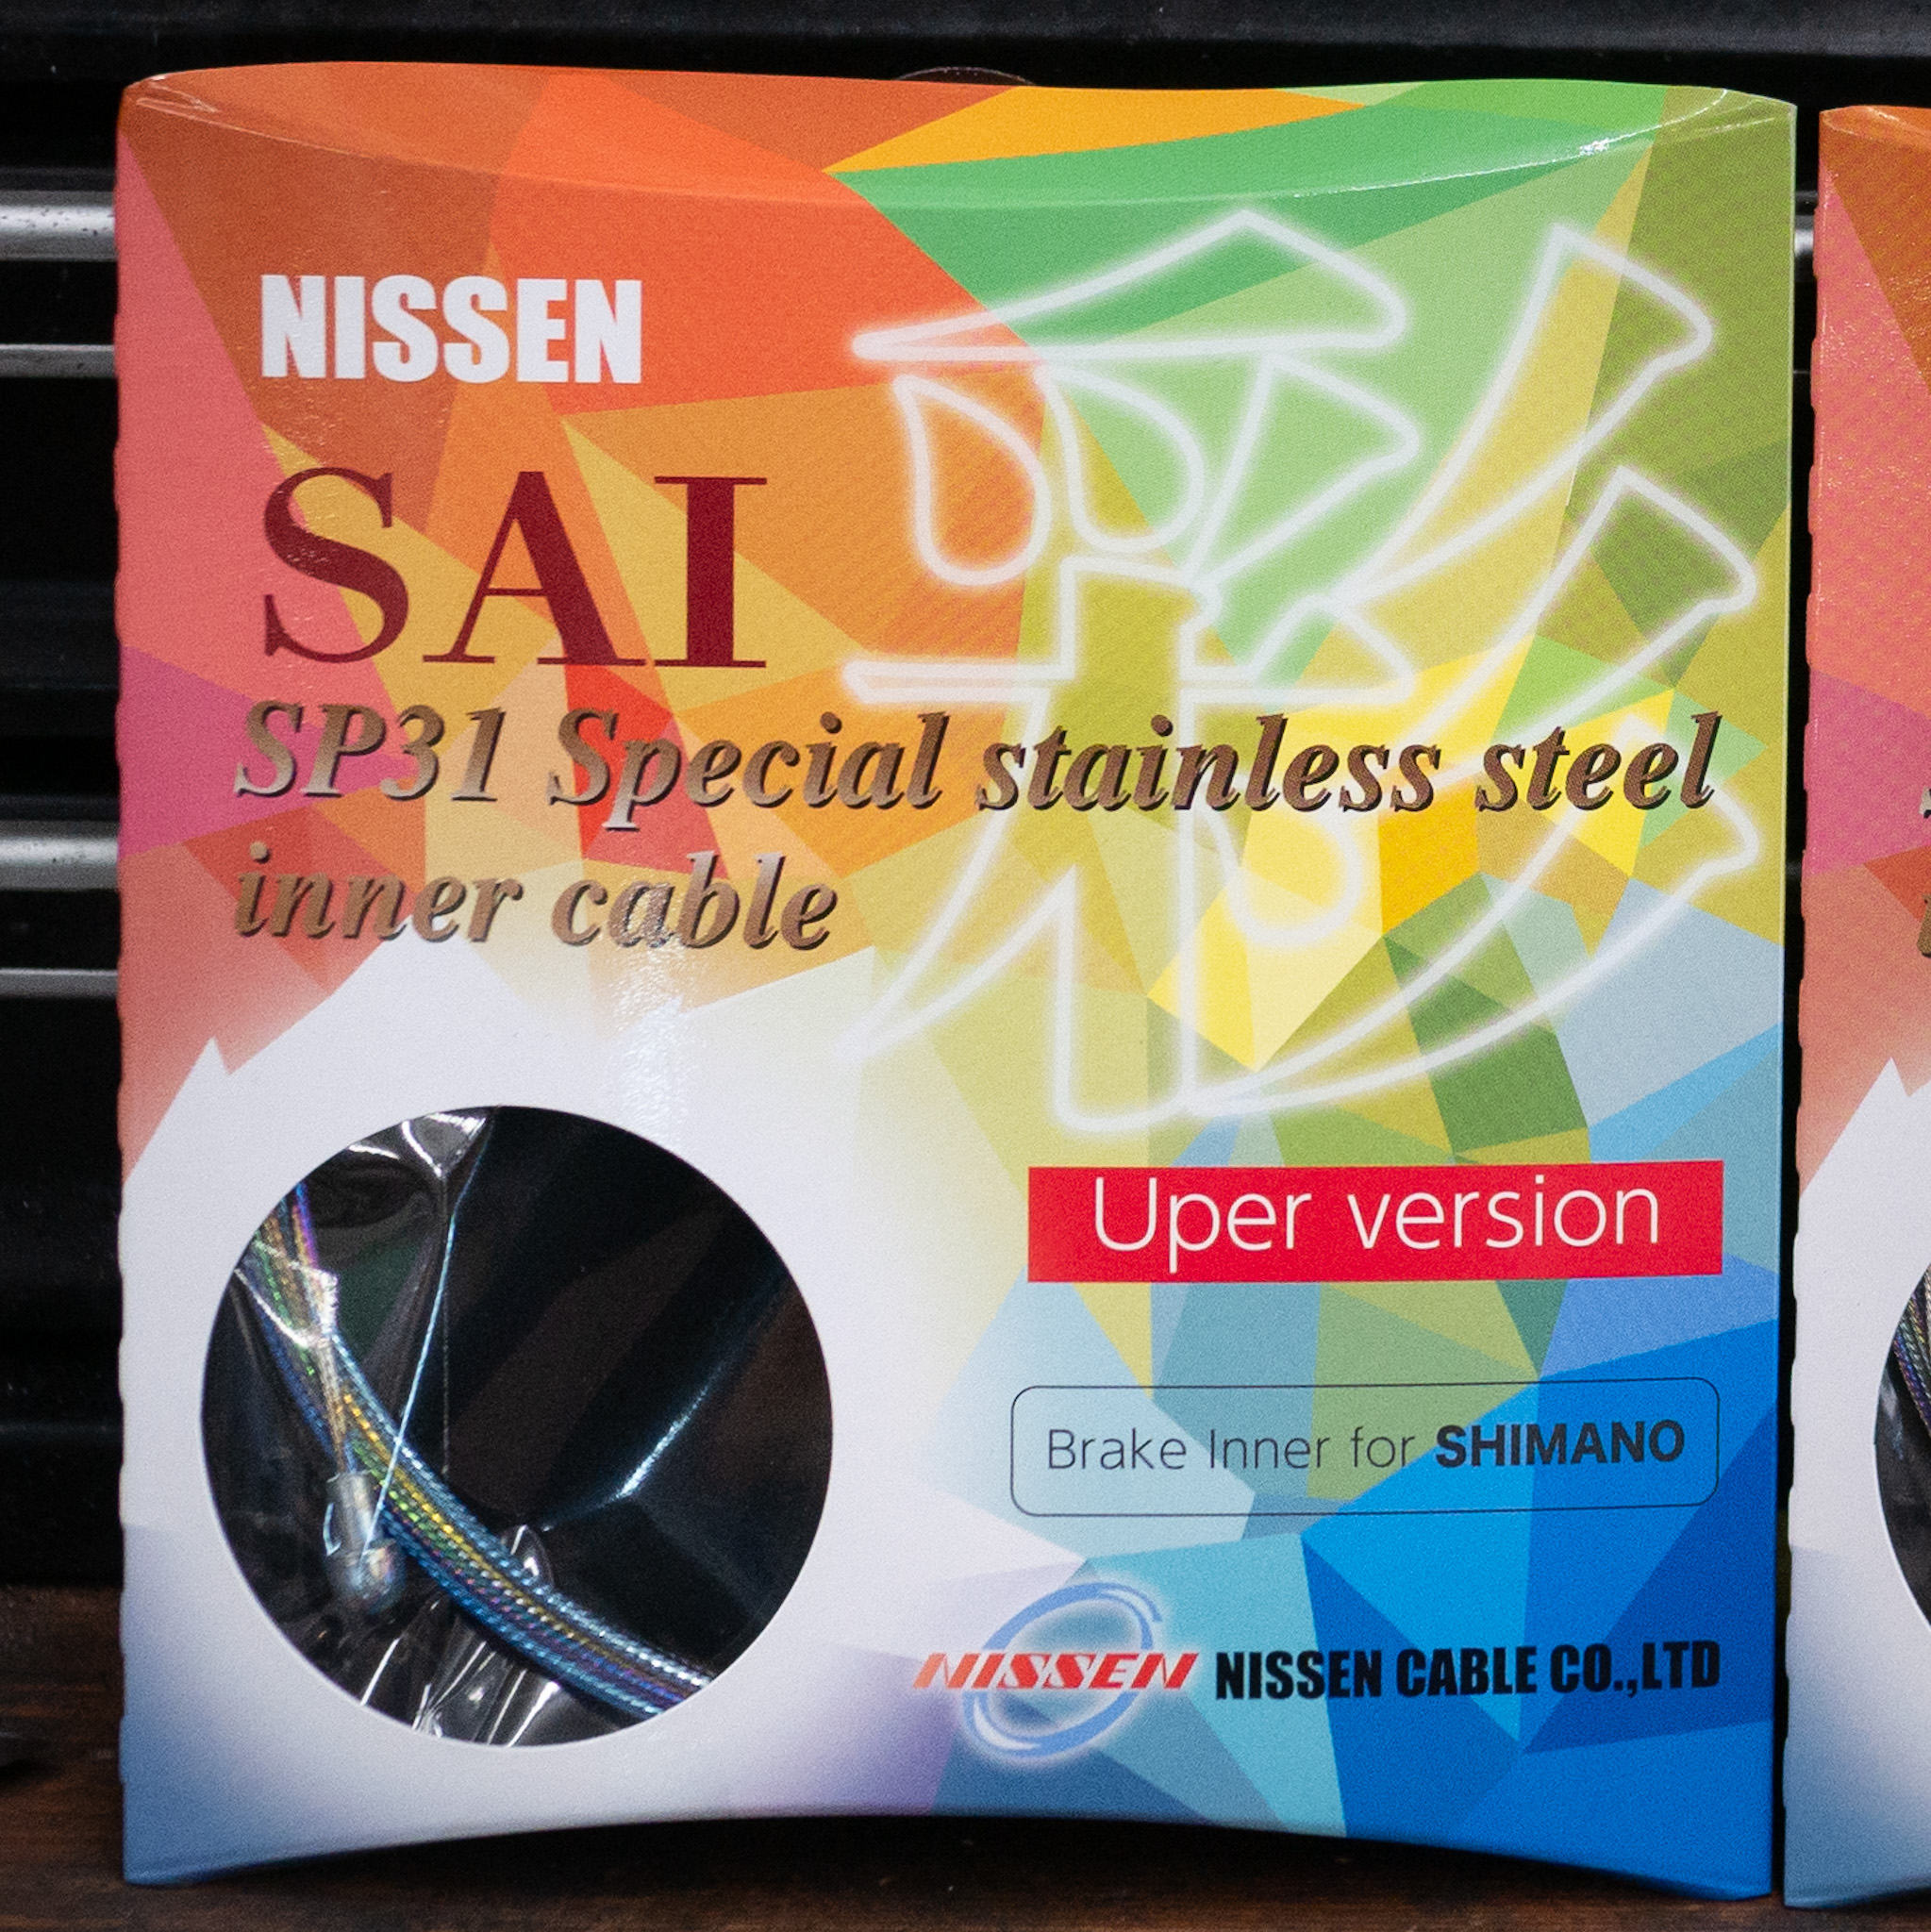 NISSEN
彩
SAI
SP31 Special stainless steel
inner cable
Uper version
Brake Inner for SHIMANO
NISSEN NISSEN CABLE CO.,LTD